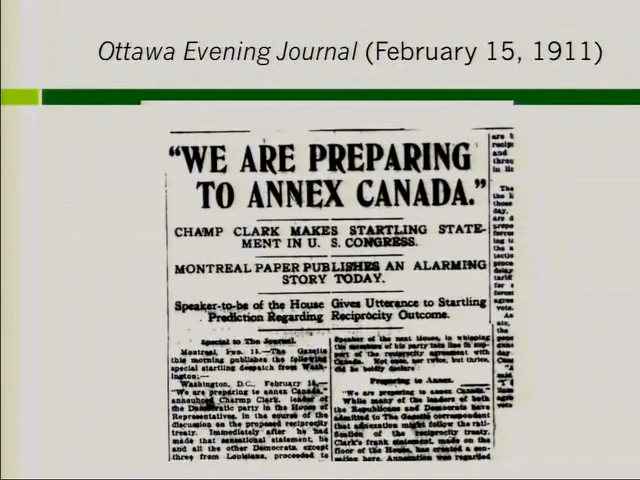 Ottawa Evening Journal (February 15, 1911)
"WE ARE PREPARING
TO ANNEX CANADA."
CHAMP CLARK MAKES STARTLING STATE-
MENT IN U. S. CONGRESS.
MONTREAL PAPER PUBLISHES AN ALARMING
STORY TODAY.
Speaker-to-be of the House Gives Utterance to Startling
Prediction Regarding Reciprocity Outcome.
Special to The Journal.
Montreal, Feb. 15.—The Gazette
this morning publishes the following
special startling despatch from Wash-
ington:—
Washington, D.C., February 14,—
"We are preparing to annex Canada,"
announced Champ Clark, leader of
the Democratic party in the House of
Representatives, in the course of the
discussion on the proposed reciprocity
treaty. Immediately after he had
made that sensational statement, he
and all the other Democrats, except
three from Louisiana, proceeded to
Speaker of the next House, in whipping
the members of his party into line in sup-
port of the reciprocity agreement with
Canada. Not once, nor twice, but thrice,
did he boldly declare:
Preparing to Annex.
"We are preparing to annex Canada."
While many of the leaders of both
the Republicans and Democrats have
admitted to The Gazette correspondent
that annexation might follow the rati-
fication of the reciprocity treaty,
Clark's frank statement, made on
floor of the House, has created a sen-
sation here. Annexation was regarded